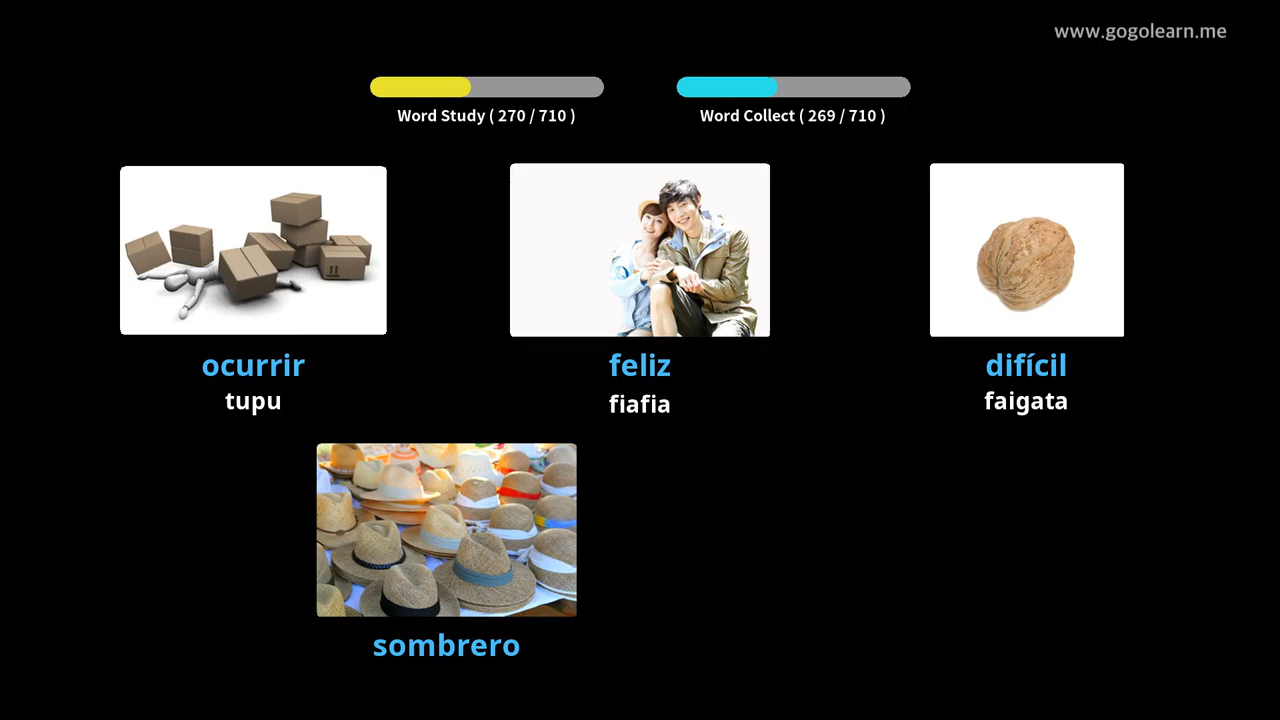 www.gogolearn.me
Word Study ( 270 / 710 )
Word Collect ( 269 / 710 )
ocurrir
tupu
feliz
fiafia
difícil
faigata
sombrero